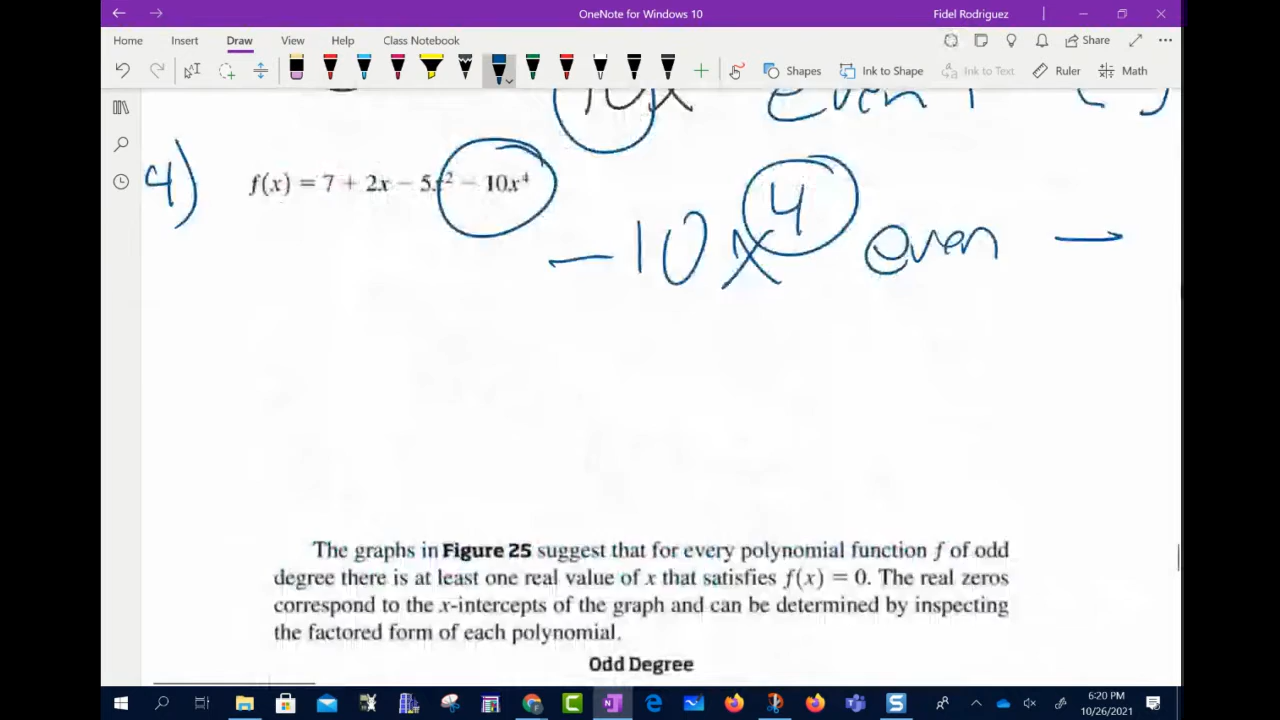 OneNote for Windows 10
Fidel Rodriguez
Home Insert Draw View Help Class Notebook
Share
Shapes Ink to Shape Ink to Text Ruler Math
10x even
4) f(x) = 7 + 2x − 5x² − 10x⁴
−10x⁴ even →
The graphs in Figure 25 suggest that for every polynomial function f of odd
degree there is at least one real value of x that satisfies f(x) = 0. The real zeros
correspond to the x-intercepts of the graph and can be determined by inspecting
the factored form of each polynomial.
Odd Degree
6:20 PM
10/26/2021